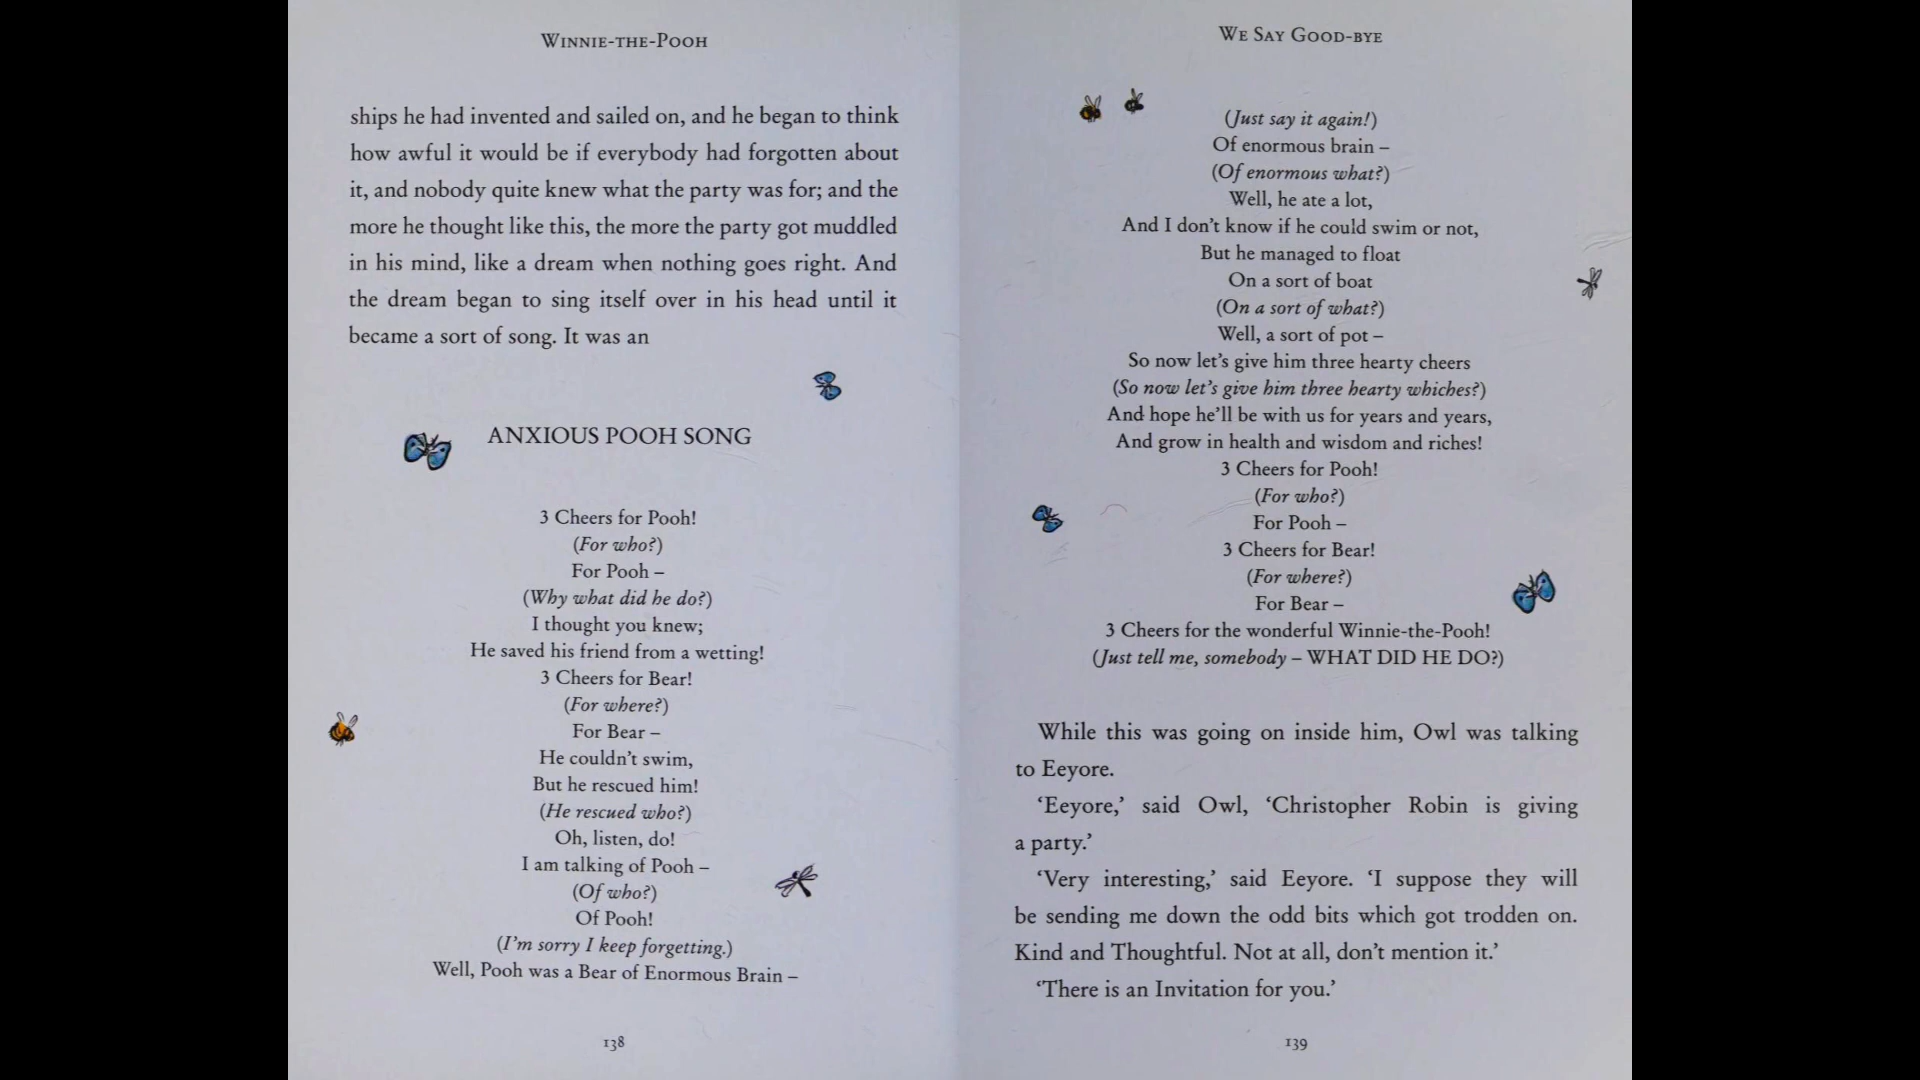 WINNIE-THE-POOH
ships he had invented and sailed on, and he began to think
how awful it would be if everybody had forgotten about
it, and nobody quite knew what the party was for; and the
more he thought like this, the more the party got muddled
in his mind, like a dream when nothing goes right. And
the dream began to sing itself over in his head until it
became a sort of song. It was an
ANXIOUS POOH SONG
3 Cheers for Pooh!
(For who?)
For Pooh –
(Why what did he do?)
I thought you knew;
He saved his friend from a wetting!
3 Cheers for Bear!
(For where?)
For Bear –
He couldn’t swim,
But he rescued him!
(He rescued who?)
Oh, listen, do!
I am talking of Pooh –
(Of who?)
Of Pooh!
(I’m sorry I keep forgetting.)
Well, Pooh was a Bear of Enormous Brain –
138
WE SAY GOOD-BYE
(Just say it again!)
Of enormous brain –
(Of enormous what?)
Well, he ate a lot,
And I don’t know if he could swim or not,
But he managed to float
On a sort of boat
(On a sort of what?)
Well, a sort of pot –
So now let’s give him three hearty cheers
(So now let’s give him three hearty whiches?)
And hope he’ll be with us for years and years,
And grow in health and wisdom and riches!
3 Cheers for Pooh!
(For who?)
For Pooh –
3 Cheers for Bear!
(For where?)
For Bear –
3 Cheers for the wonderful Winnie-the-Pooh!
(Just tell me, somebody – WHAT DID HE DO?)
While this was going on inside him, Owl was talking
to Eeyore.
‘Eeyore,’ said Owl, ‘Christopher Robin is giving
a party.’
‘Very interesting,’ said Eeyore. ‘I suppose they will
be sending me down the odd bits which got trodden on.
Kind and Thoughtful. Not at all, don’t mention it.’
‘There is an Invitation for you.’
139